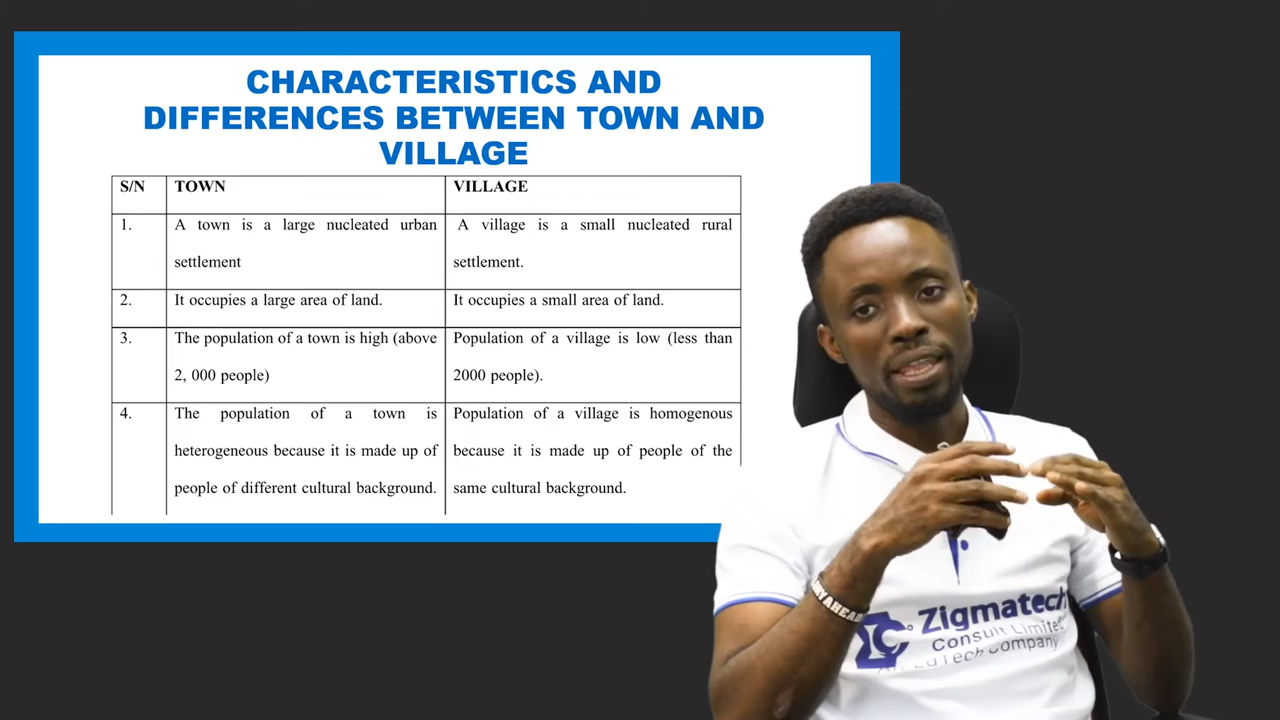 CHARACTERISTICS AND
DIFFERENCES BETWEEN TOWN AND
VILLAGE
S/N TOWN VILLAGE
1. A town is a large nucleated urban A village is a small nucleated rural
settlement settlement.
2. It occupies a large area of land. It occupies a small area of land.
3. The population of a town is high (above Population of a village is low (less than
2, 000 people) 2000 people).
4. The population of a town is Population of a village is homogenous
heterogeneous because it is made up of because it is made up of people of the
people of different cultural background. same cultural background.
Zigmatech
Consult Limited
An EdTech Company